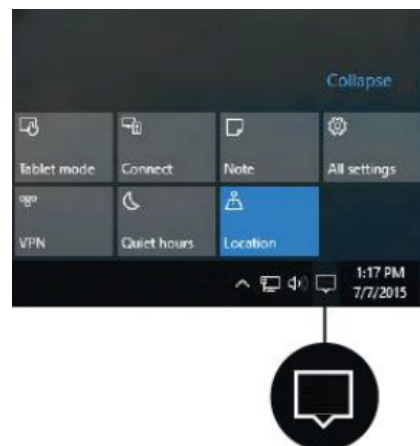 Collapse
Tablet mode Connect Note All settings
VPN Quiet hours Location
1:17 PM
7/7/2015